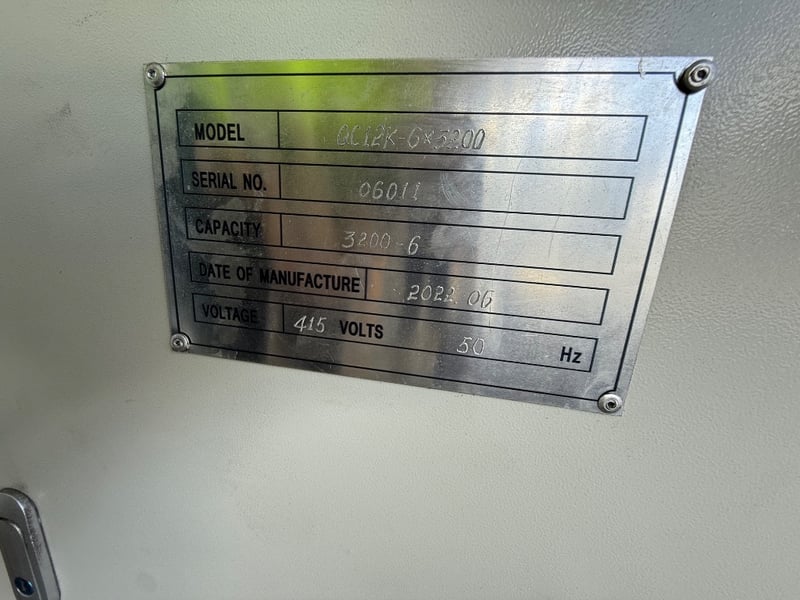 MODEL QC12K-6×3200
SERIAL NO. 06011
CAPACITY 3200-6
DATE OF MANUFACTURE 2022.06
VOLTAGE 415 VOLTS 50 Hz